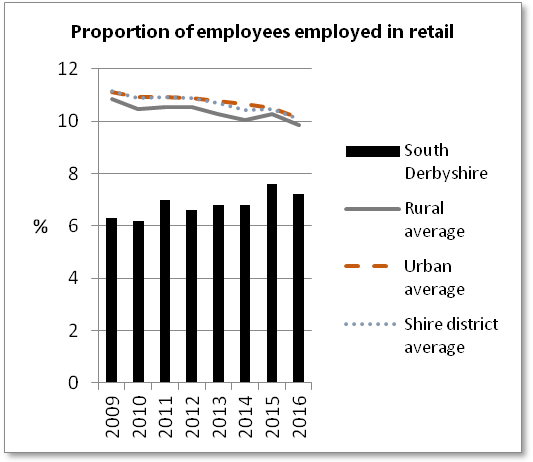 Proportion of employees employed in retail
12
10
8
6
4
2
0
%
2009
2010
2011
2012
2013
2014
2015
2016
South
Derbyshire
Rural
average
Urban
average
Shire district
average